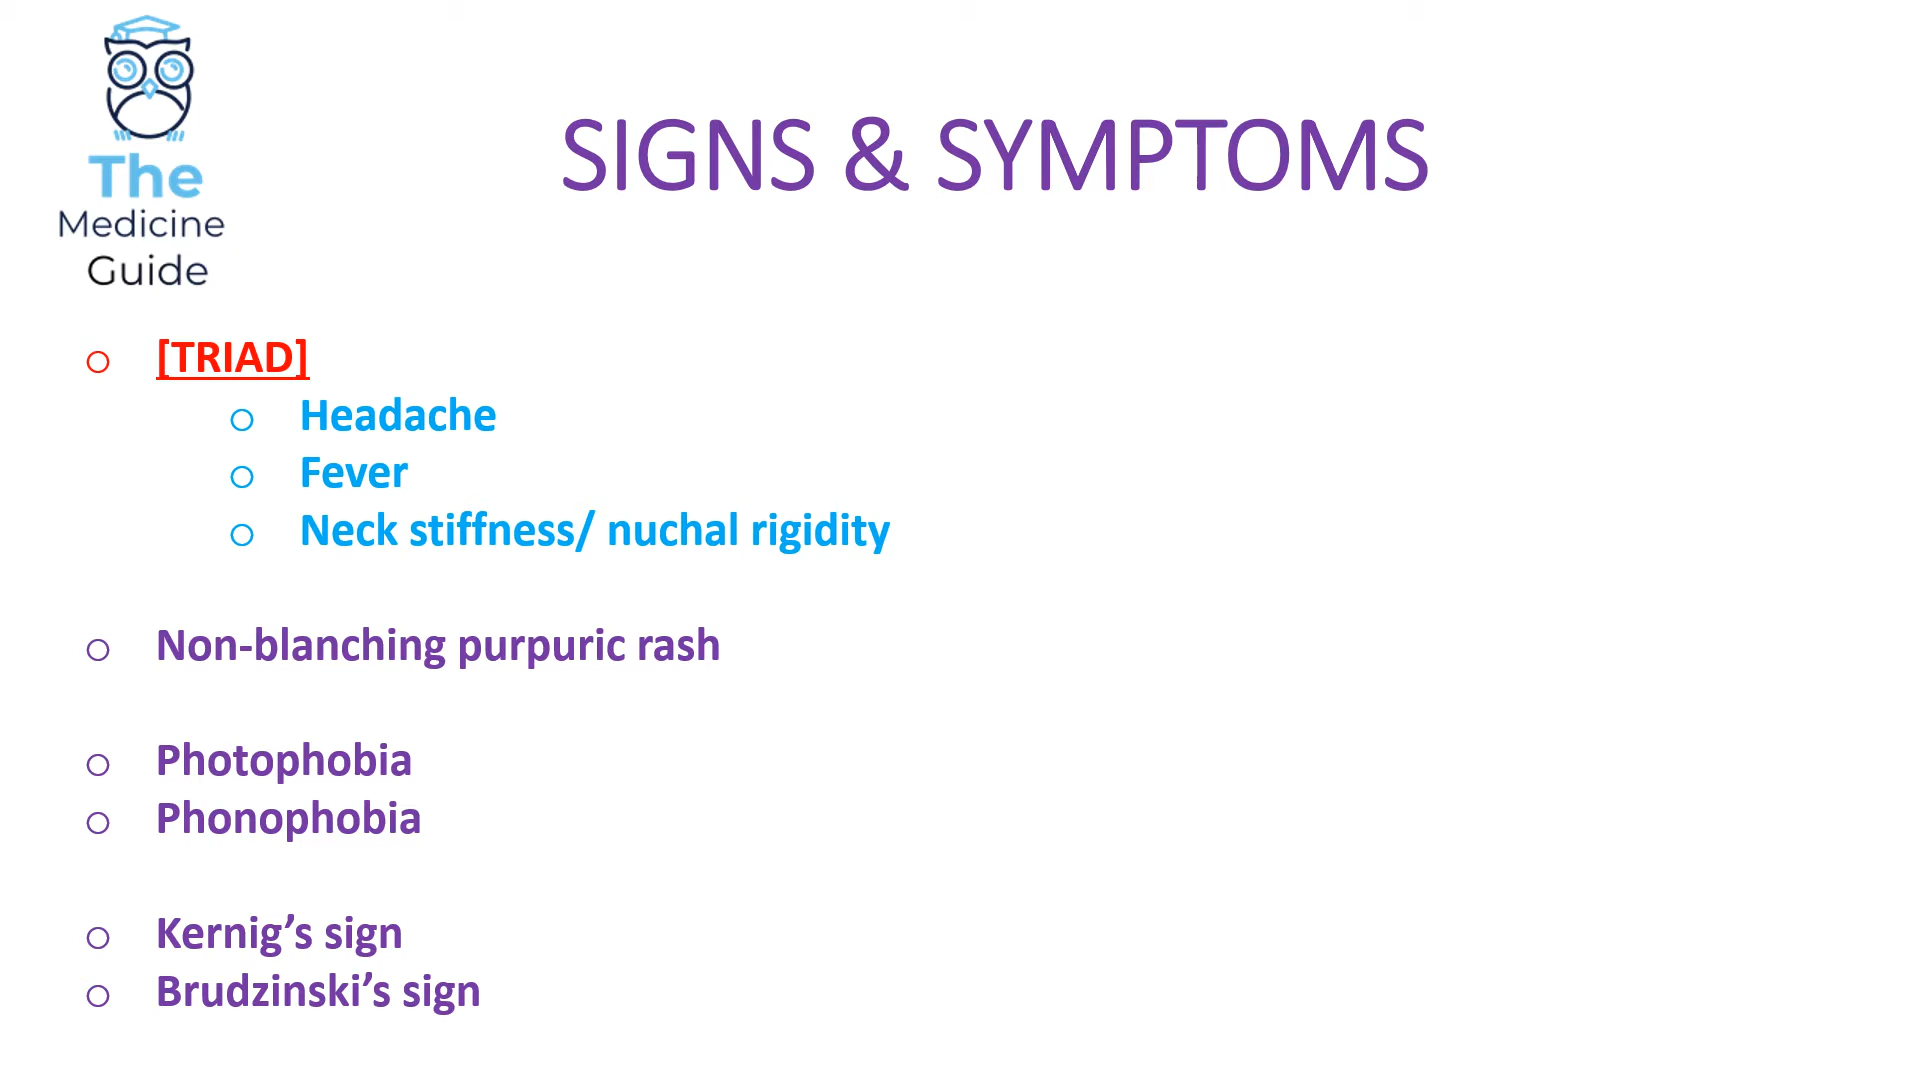 The
Medicine
Guide
SIGNS & SYMPTOMS
[TRIAD]
Headache
Fever
Neck stiffness/ nuchal rigidity
Non-blanching purpuric rash
Photophobia
Phonophobia
Kernig’s sign
Brudzinski’s sign